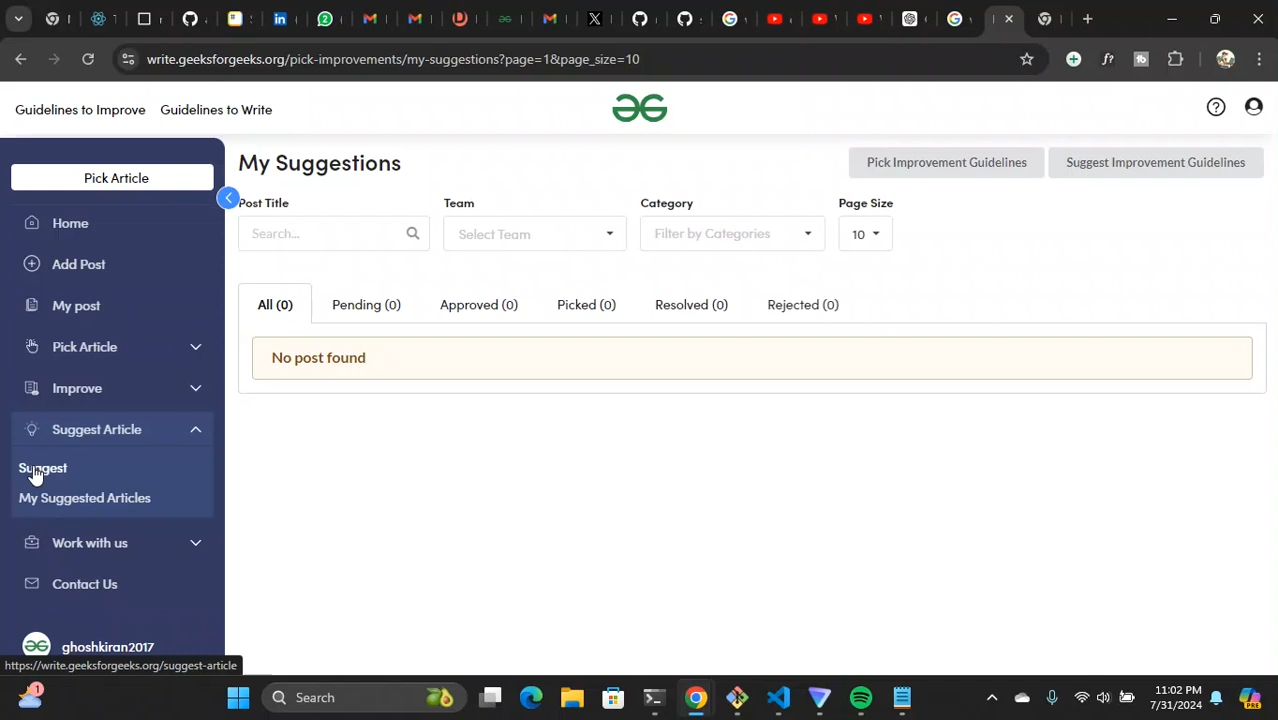 write.geeksforgeeks.org/pick-improvements/my-suggestions?page=1&page_size=10
Guidelines to Improve
Guidelines to Write
Pick Article
Home
Add Post
My post
Pick Article
Improve
Suggest Article
Suggest
My Suggested Articles
Work with us
Contact Us
ghoshkiran2017
https://write.geeksforgeeks.org/suggest-article
My Suggestions
Pick Improvement Guidelines
Suggest Improvement Guidelines
Post Title
Team
Category
Page Size
Search...
Select Team
Filter by Categories
10
All (0)
Pending (0)
Approved (0)
Picked (0)
Resolved (0)
Rejected (0)
No post found
1
Search
11:02 PM
7/31/2024